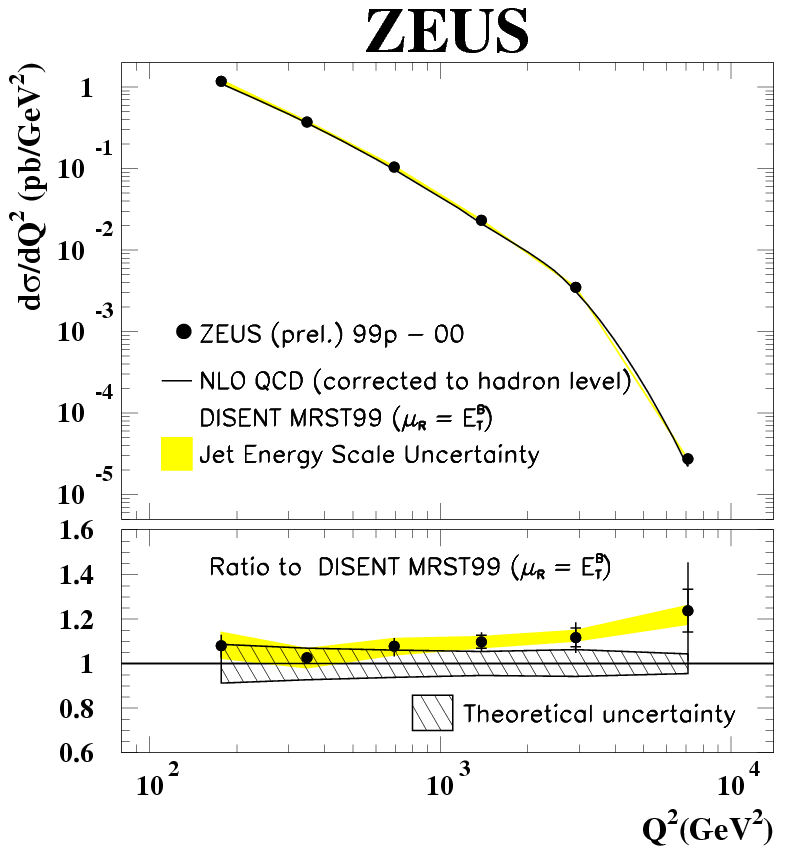 ZEUS
dσ/dQ² (pb/GeV²)
1
10⁻¹
10⁻²
10⁻³
10⁻⁴
10⁻⁵
ZEUS (prel.) 99p − 00
NLO QCD (corrected to hadron level)
DISENT MRST99 (μ_R = E_T^B)
Jet Energy Scale Uncertainty
1.6
1.4
1.2
1
0.8
0.6
Ratio to DISENT MRST99 (μ_R = E_T^B)
Theoretical uncertainty
10² 10³ 10⁴
Q²(GeV²)